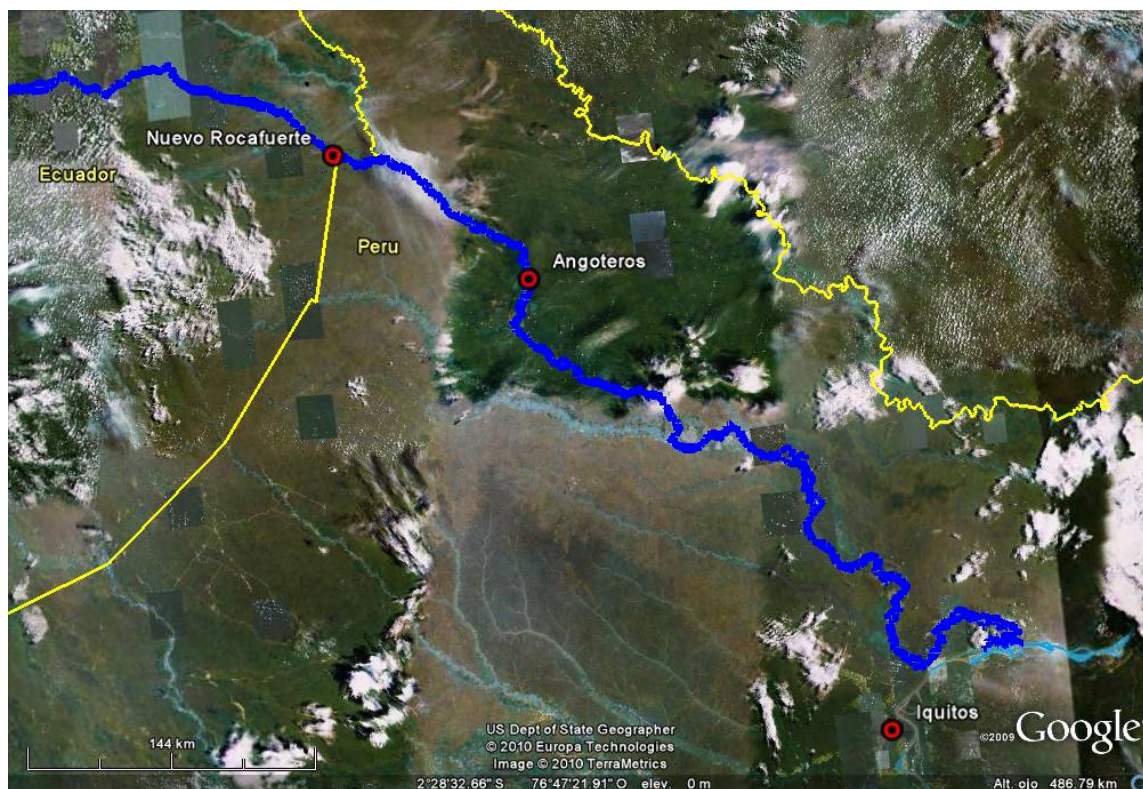 Nuevo Rocafuerte
Ecuador
Peru
Angoteros
Iquitos
US Dept of State Geographer
© 2010 Europa Technologies
Image © 2010 TerraMetrics
©2009 Google
144 km
2°28'32.66" S 76°47'21.91" O elev. 0 m
Alt. ojo 486.79 km